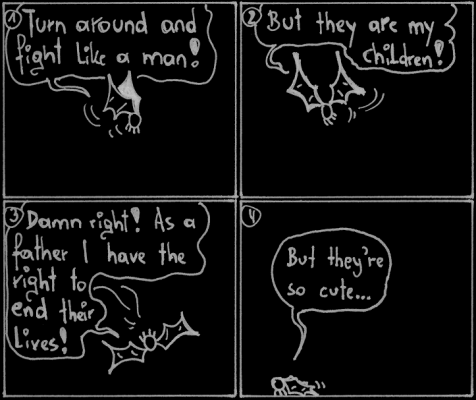 1
Turn around and
fight like a man!
2
But they are my
children!
3
Damn right! As a
father I have the
right to
end their
lives!
4
But they're
so cute...